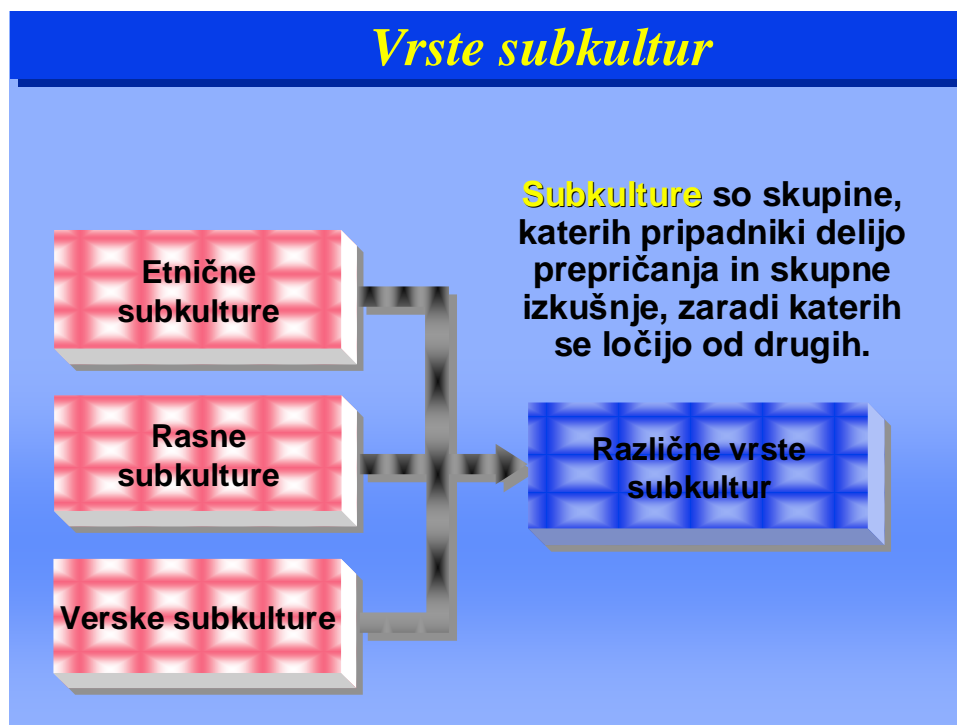 Vrste subkultur
Subkulture so skupine,
katerih pripadniki delijo
prepričanja in skupne
izkušnje, zaradi katerih
se ločijo od drugih.
Etnične
subkulture
Rasne
subkulture
Verske subkulture
Različne vrste
subkultur